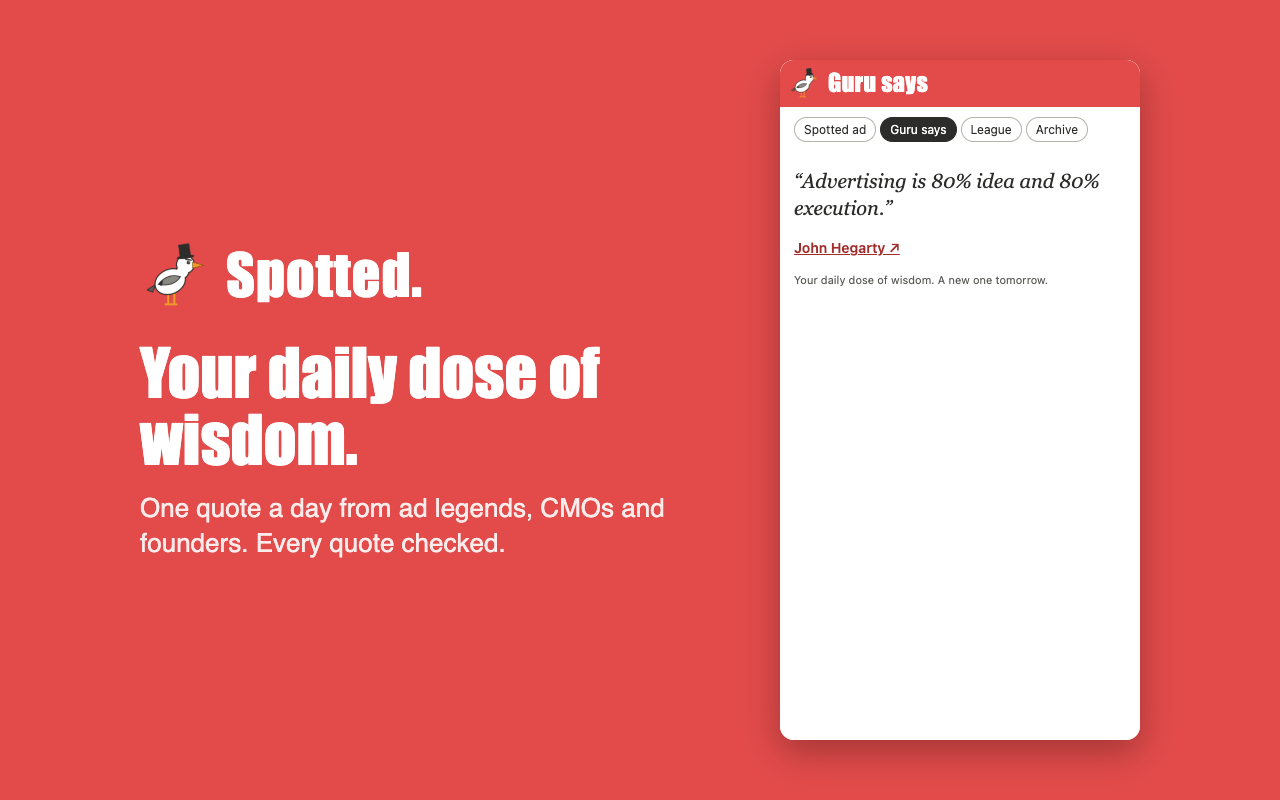 Spotted.
Your daily dose of
wisdom.
One quote a day from ad legends, CMOs and
founders. Every quote checked.
Guru says
Spotted ad
Guru says
League
Archive
“Advertising is 80% idea and 80%
execution.”
John Hegarty ↗
Your daily dose of wisdom. A new one tomorrow.